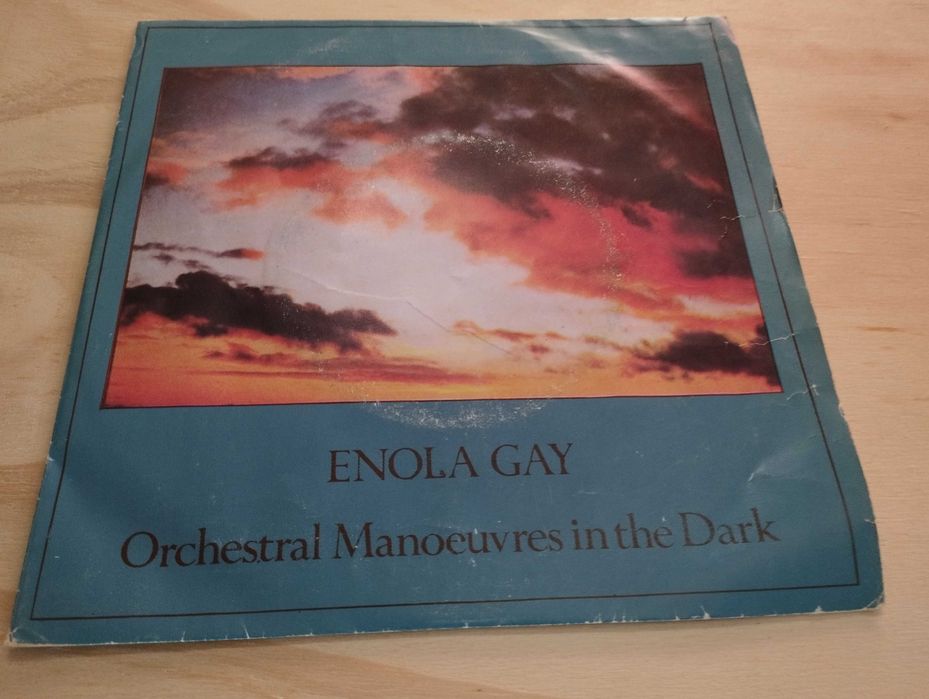 ENOLA GAY
Orchestral Manoeuvres in the Dark